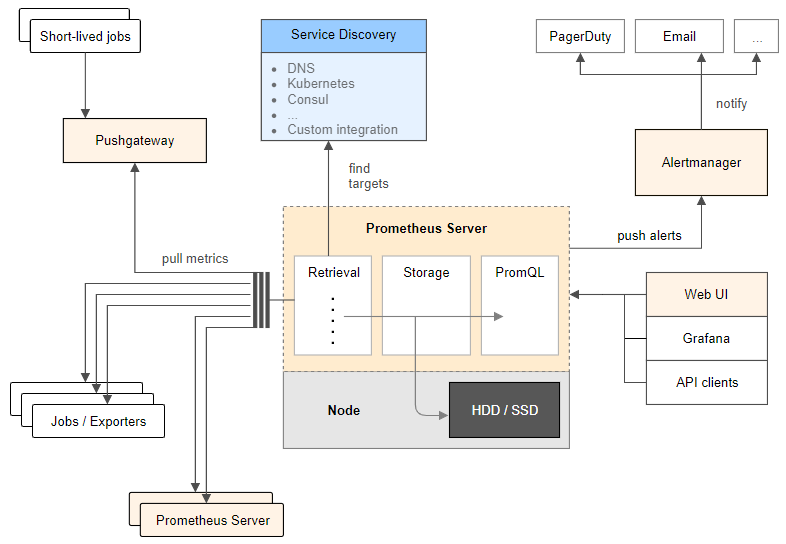 Short-lived jobs
Service Discovery
• DNS
• Kubernetes
• Consul
• ...
• Custom integration
PagerDuty
Email
...
notify
Pushgateway
Alertmanager
find
targets
Prometheus Server
push alerts
pull metrics
Retrieval
Storage
PromQL
Web UI
Grafana
API clients
Node
HDD / SSD
Jobs / Exporters
Prometheus Server